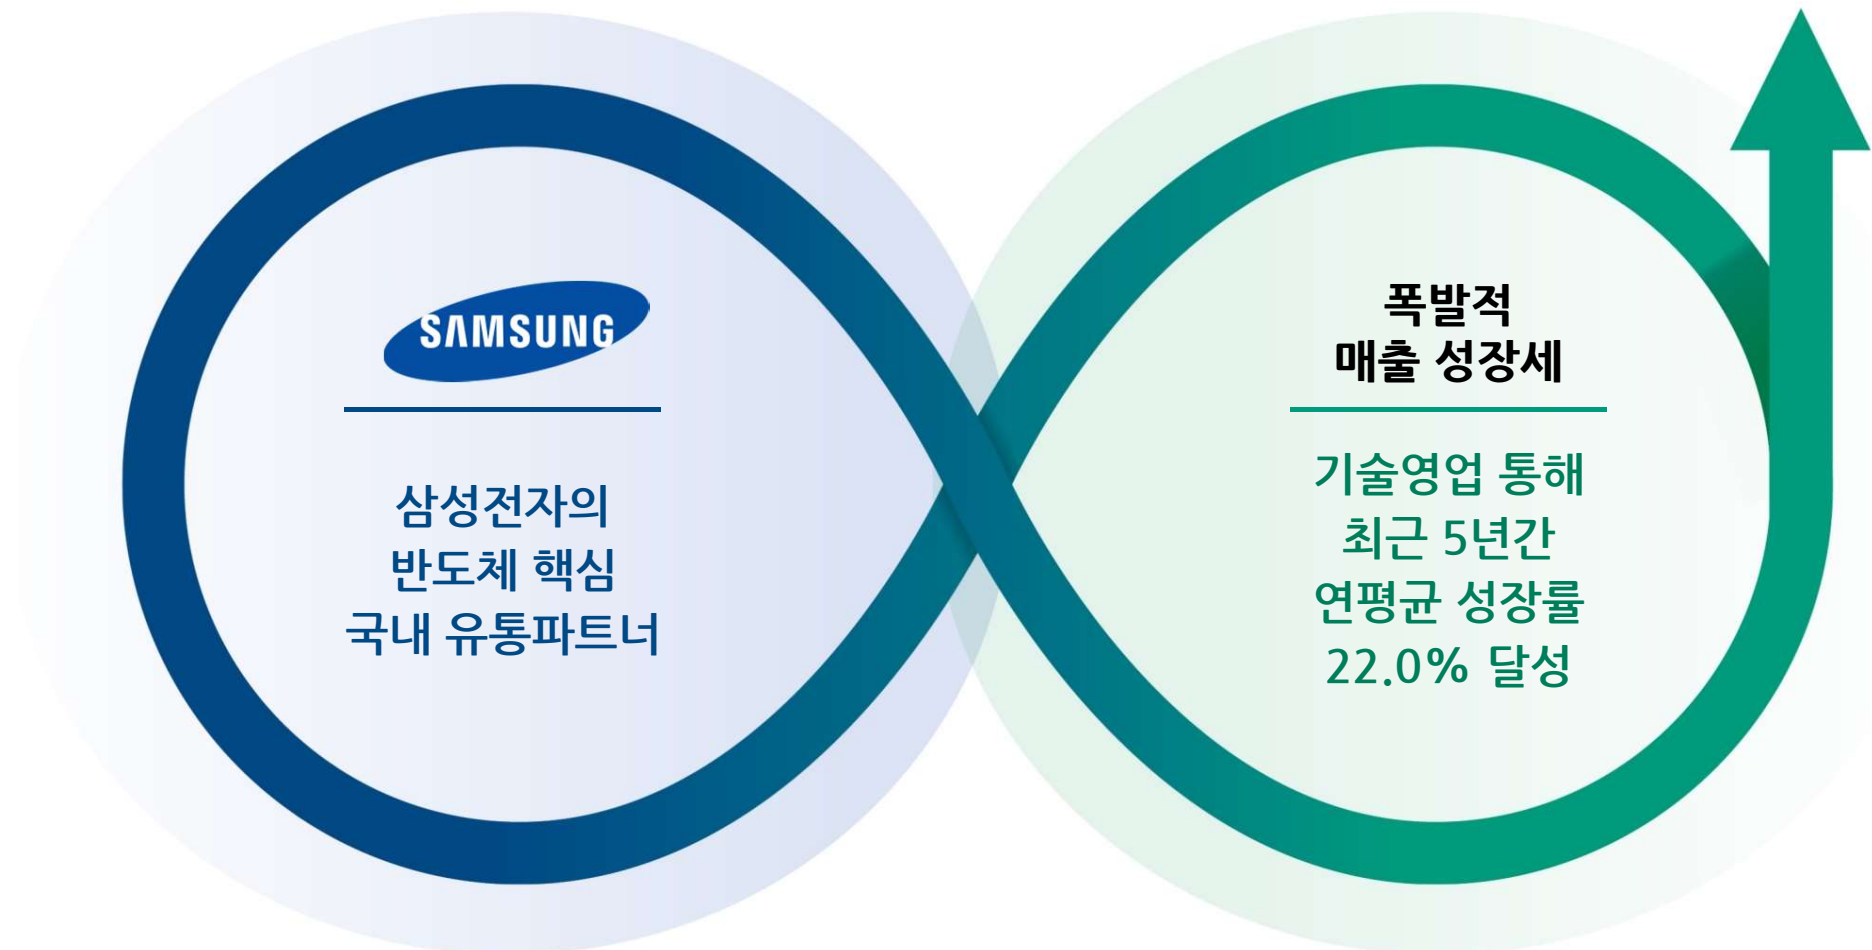 SAMSUNG
삼성전자의
반도체 핵심
국내 유통파트너
폭발적
매출 성장세
기술영업 통해
최근 5년간
연평균 성장률
22.0% 달성